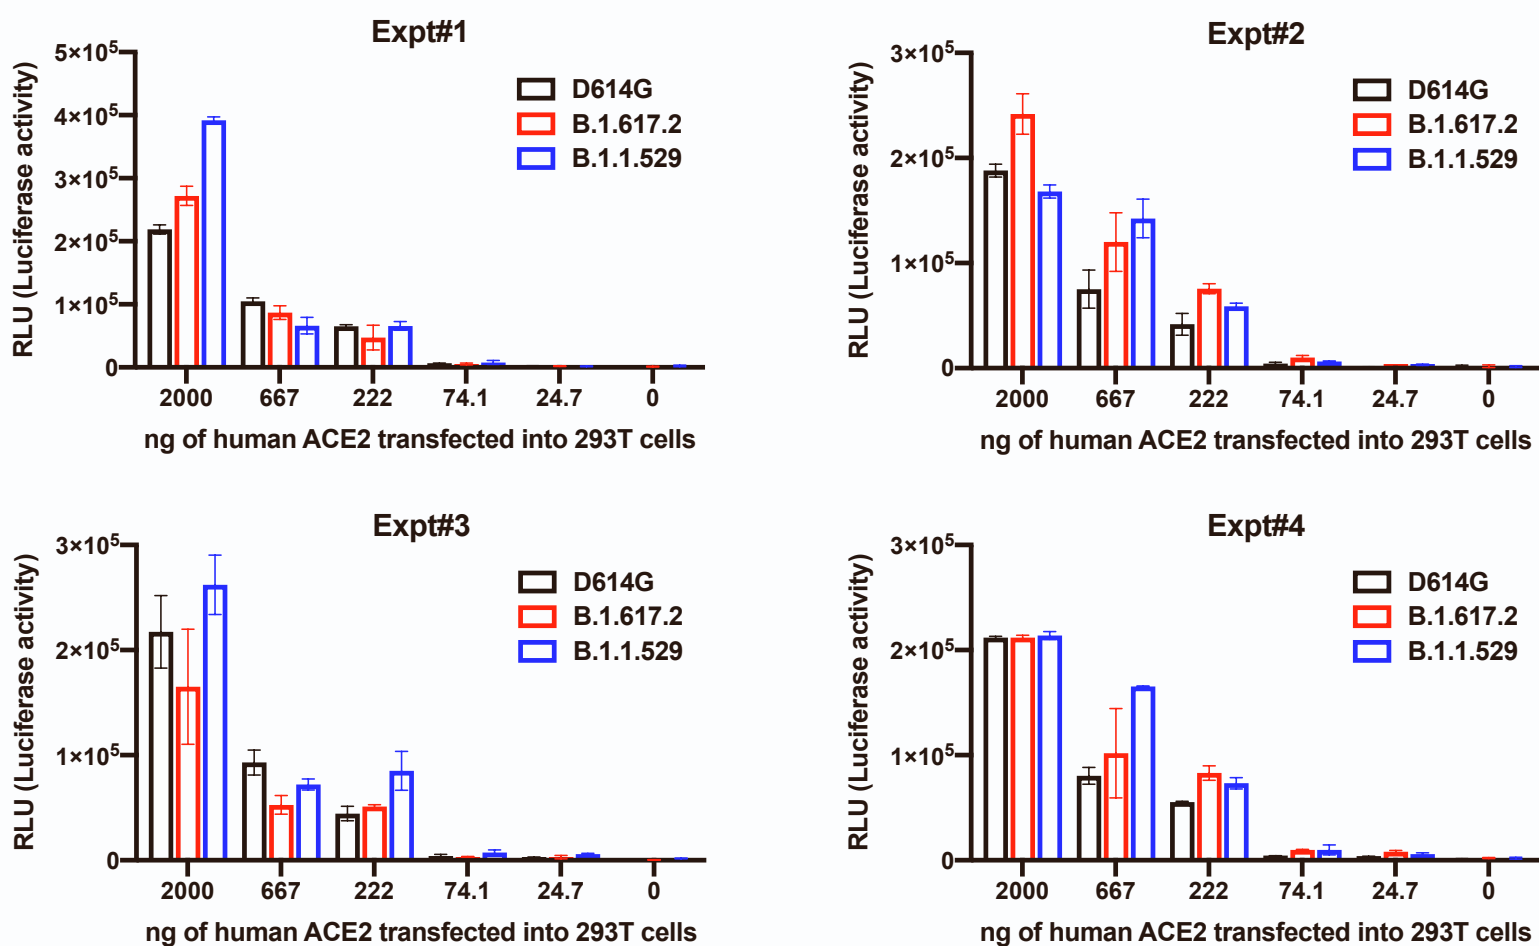 Expt#1
RLU (Luciferase activity)
5×10⁵
4×10⁵
3×10⁵
2×10⁵
1×10⁵
0
D614G
B.1.617.2
B.1.1.529
2000 667 222 74.1 24.7 0
ng of human ACE2 transfected into 293T cells
Expt#2
RLU (Luciferase activity)
3×10⁵
2×10⁵
1×10⁵
0
D614G
B.1.617.2
B.1.1.529
2000 667 222 74.1 24.7 0
ng of human ACE2 transfected into 293T cells
Expt#3
RLU (Luciferase activity)
3×10⁵
2×10⁵
1×10⁵
0
D614G
B.1.617.2
B.1.1.529
2000 667 222 74.1 24.7 0
ng of human ACE2 transfected into 293T cells
Expt#4
RLU (Luciferase activity)
3×10⁵
2×10⁵
1×10⁵
0
D614G
B.1.617.2
B.1.1.529
2000 667 222 74.1 24.7 0
ng of human ACE2 transfected into 293T cells